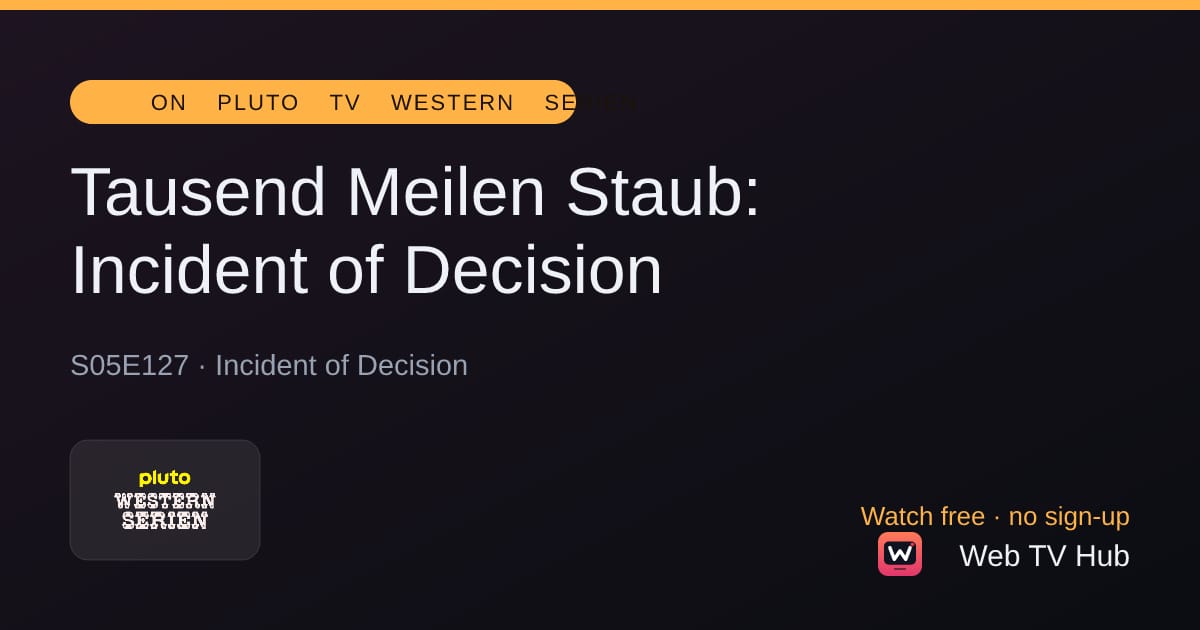 ON PLUTO TV WESTERN SERIEN
Tausend Meilen Staub:
Incident of Decision
S05E127 · Incident of Decision
pluto
WESTERN
SERIEN
Watch free · no sign-up
W
Web TV Hub